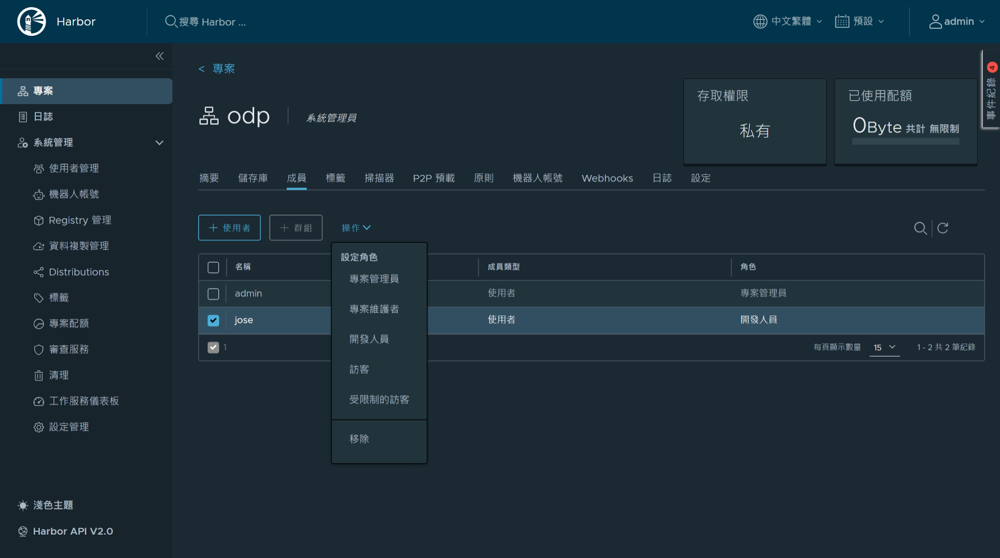 Harbor
搜尋 Harbor ...
中文繁體
預設
admin
專案
日誌
系統管理
使用者管理
機器人帳號
Registry 管理
資料複製管理
Distributions
標籤
專案配額
審查服務
清理
工作服務儀表板
設定管理
淺色主題
Harbor API V2.0
< 專案
odp
系統管理員
存取權限
私有
已使用配額
0Byte 共計 無限制
事件紀錄 4
摘要 儲存庫 成員 標籤 掃描器 P2P 預載 原則 機器人帳號 Webhooks 日誌 設定
+ 使用者
+ 群組
操作
設定角色
專案管理員
專案維護者
開發人員
訪客
受限制的訪客
移除
名稱 成員類型 角色
admin 使用者 專案管理員
jose 使用者 開發人員
1
每頁顯示數量 15 1 - 2 共 2 筆紀錄